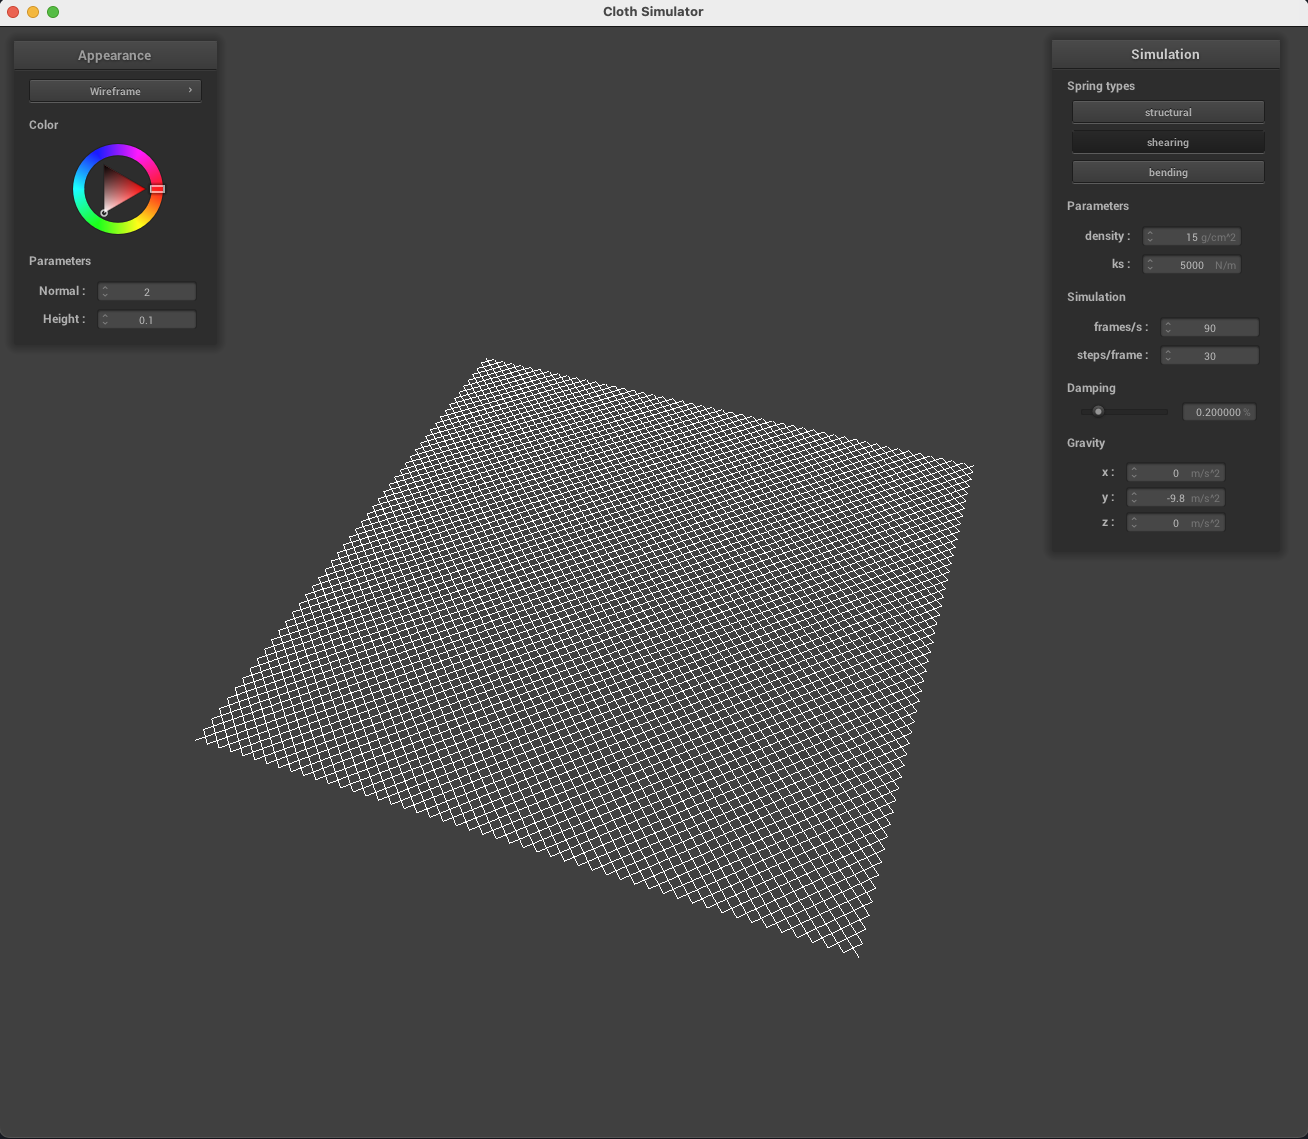 Cloth Simulator
Appearance
Wireframe
Color
Parameters
Normal : 2
Height : 0.1
Simulation
Spring types
structural
shearing
bending
Parameters
density : 15 g/cm^2
ks : 5000 N/m
Simulation
frames/s : 90
steps/frame : 30
Damping
0.200000 %
Gravity
x : 0 m/s^2
y : -9.8 m/s^2
z : 0 m/s^2